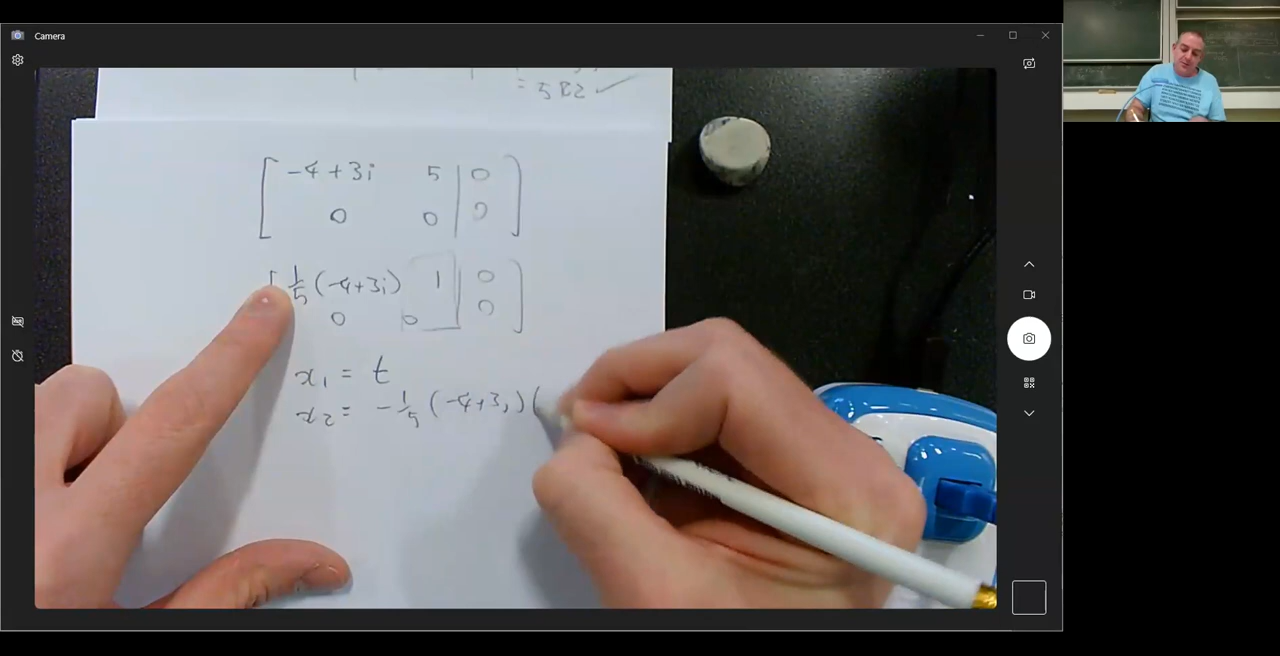 Camera
= 5R2 ✓
[ -4+3i 5 | 0 ]
[ 0 0 | 0 ]
[ 1/5(-4+3i) 1 | 0 ]
[ 0 0 | 0 ]
x₁ = t
x₂ = -1/5(-4+3i)(